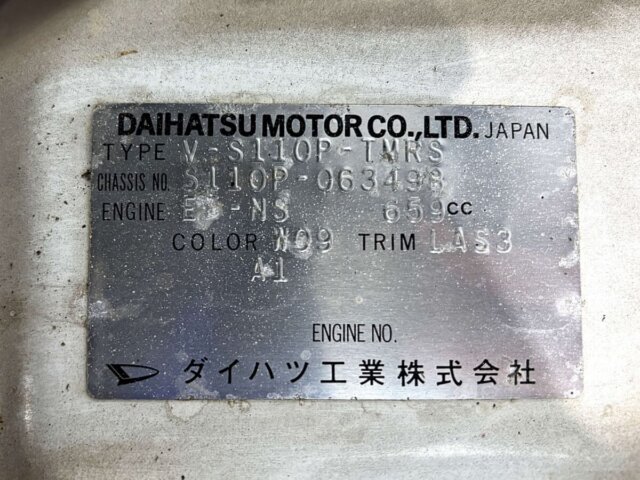 DAIHATSU MOTOR CO.,LTD. JAPAN
TYPE V-S110P-TMRS
CHASSIS NO. S110P-063498
ENGINE EF-NS 659CC
COLOR W09 TRIM LAS3
A1
ENGINE NO.
ダイハツ工業株式会社